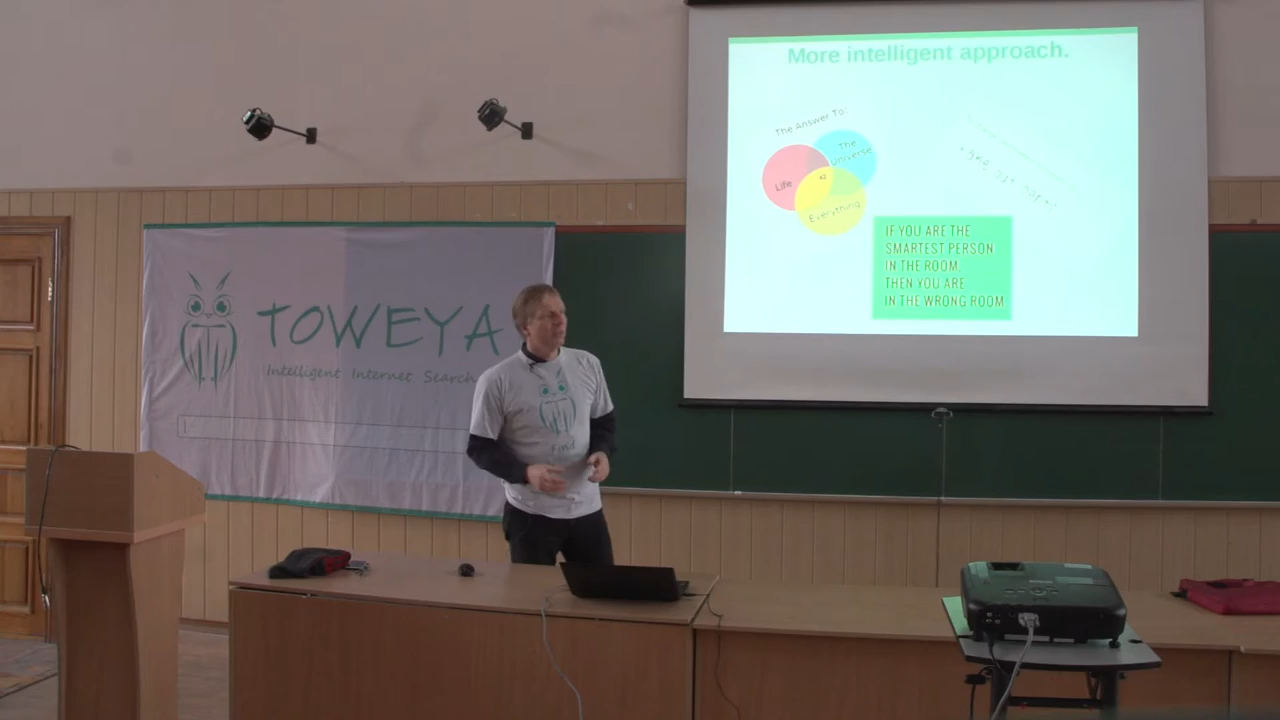 More intelligent approach.
The Answer To:
The
Universe
Life
42
Everything
IF YOU ARE THE
SMARTEST PERSON
IN THE ROOM,
THEN YOU ARE
IN THE WRONG ROOM
TOWEYA
Intelligent Internet Search
Find